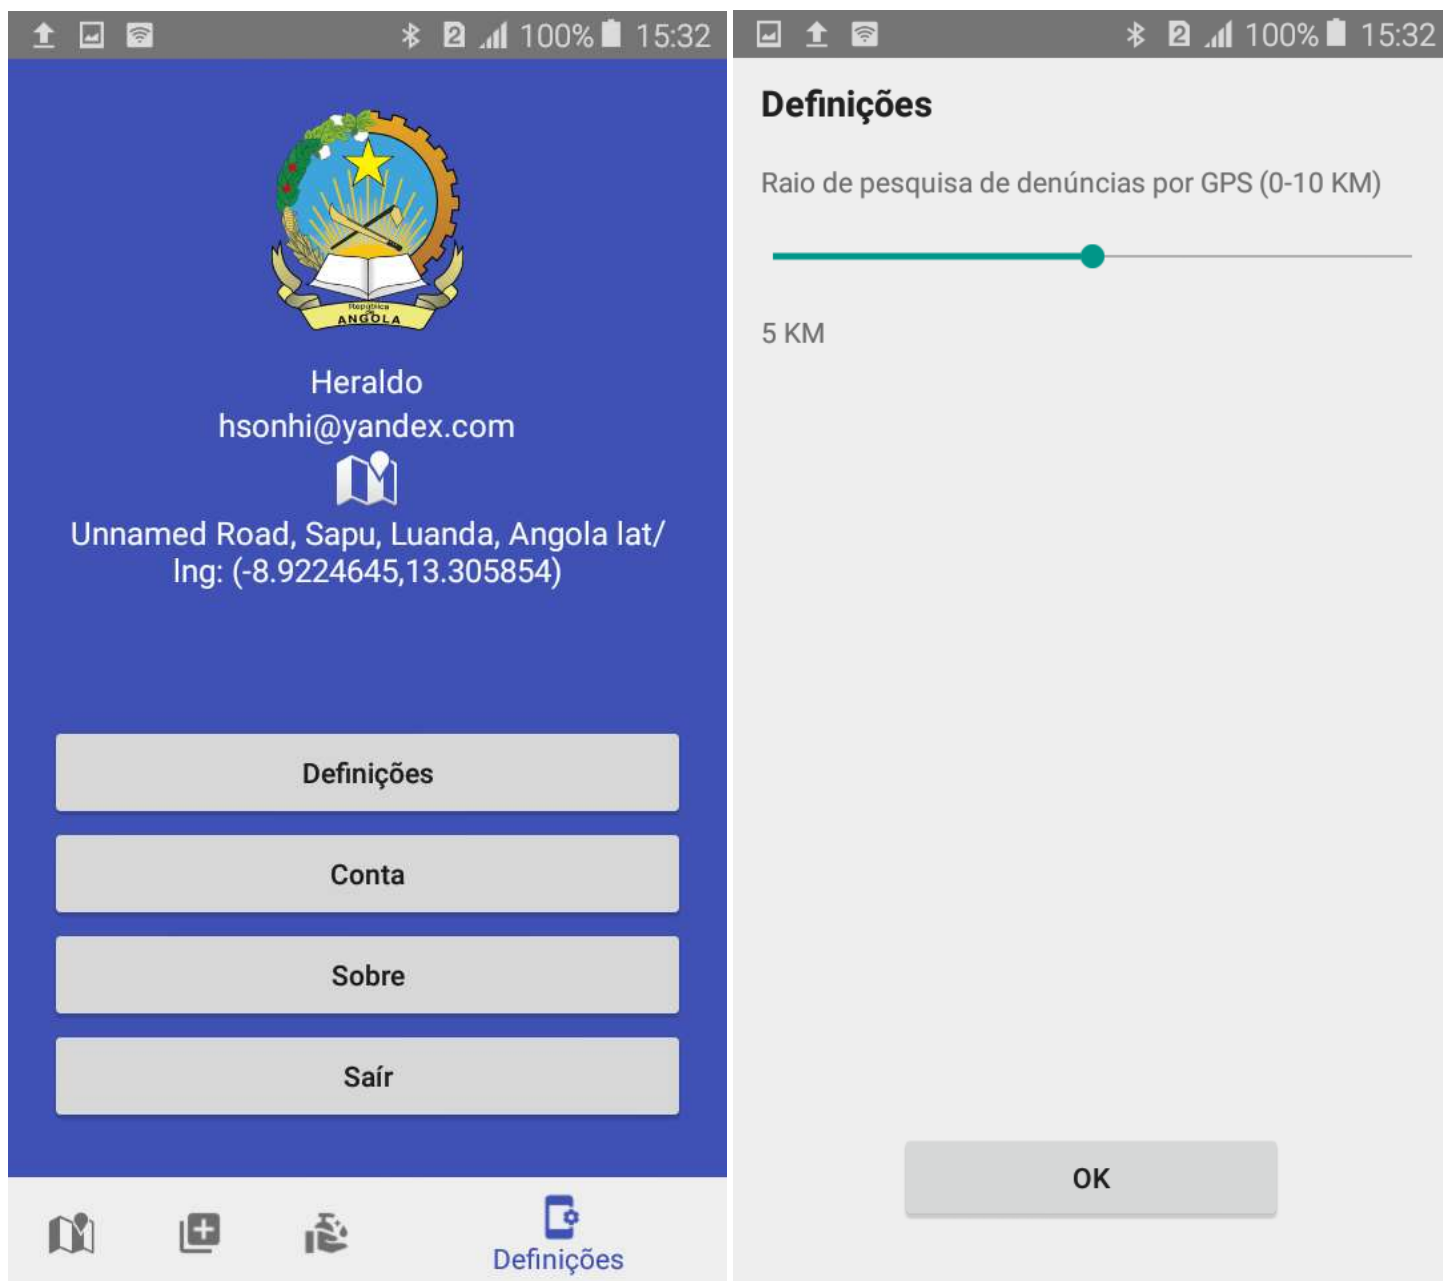 2 100% 15:32
República
de
ANGOLA
Heraldo
hsonhi@yandex.com
Unnamed Road, Sapu, Luanda, Angola lat/
lng: (-8.9224645,13.305854)
Definições
Conta
Sobre
Saír
Definições
2 100% 15:32
Definições
Raio de pesquisa de denúncias por GPS (0-10 KM)
5 KM
OK